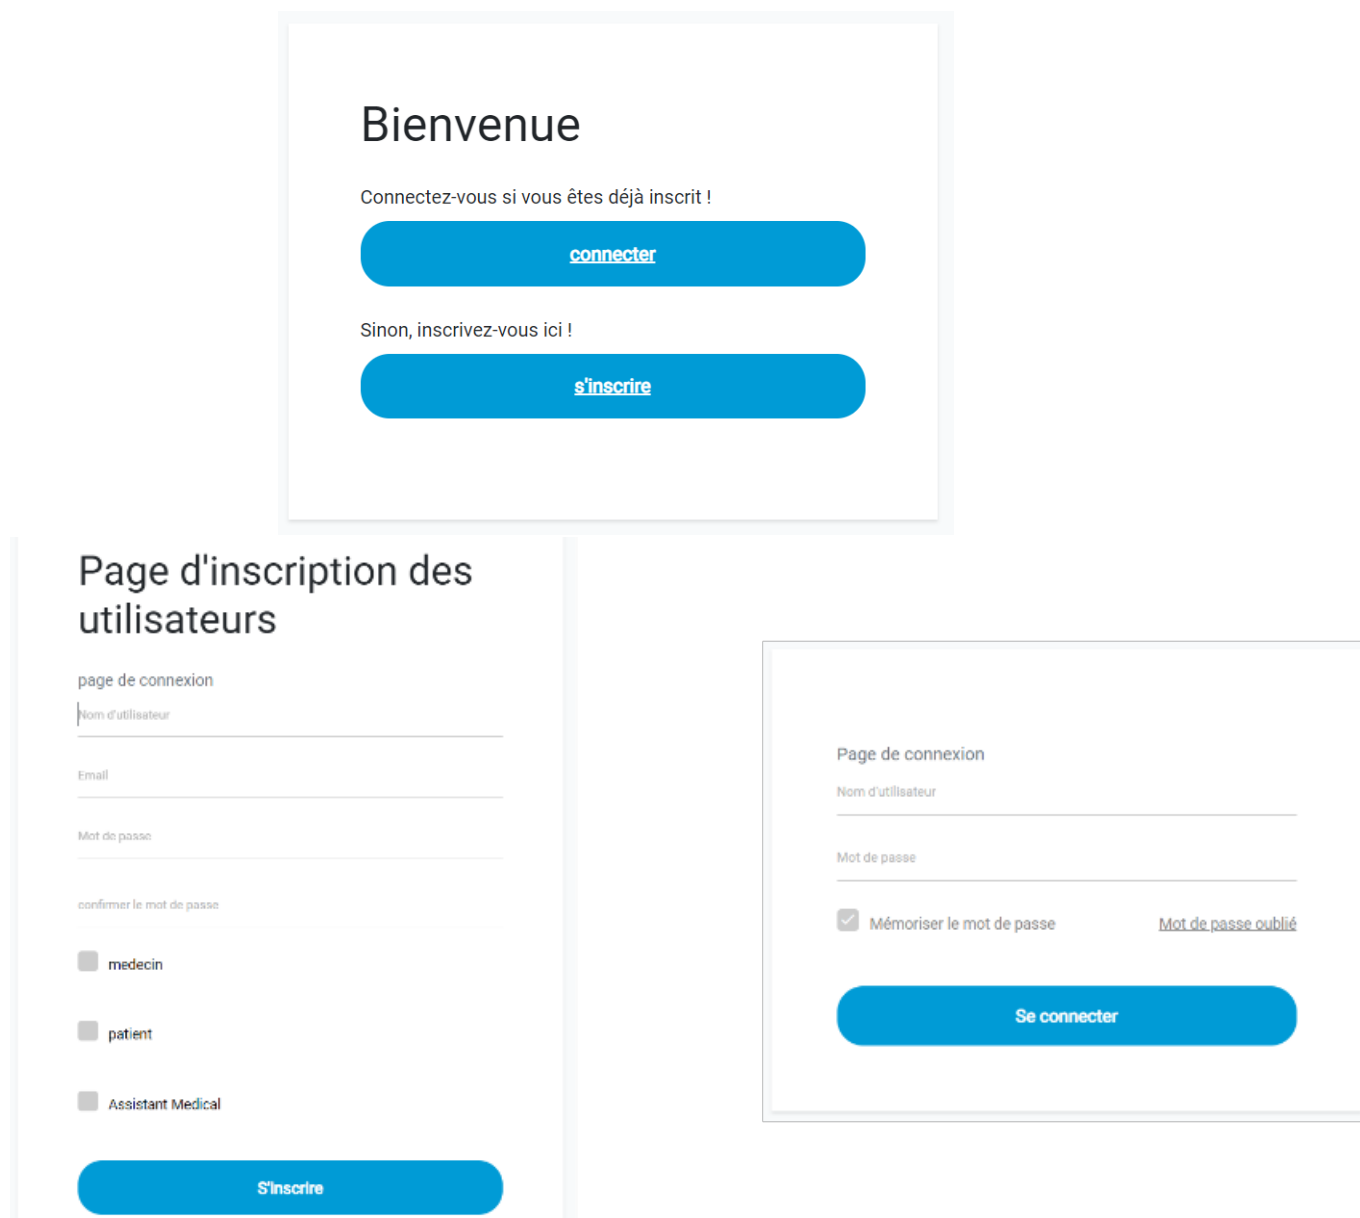 Bienvenue
Connectez-vous si vous êtes déjà inscrit !
connecter
Sinon, inscrivez-vous ici !
s'inscrire
Page d'inscription des
utilisateurs
page de connexion
Nom d'utilisateur
Email
Mot de passe
confirmer le mot de passe
medecin
patient
Assistant Medical
S'inscrire
Page de connexion
Nom d'utilisateur
Mot de passe
Mémoriser le mot de passe
Mot de passe oublié
Se connecter